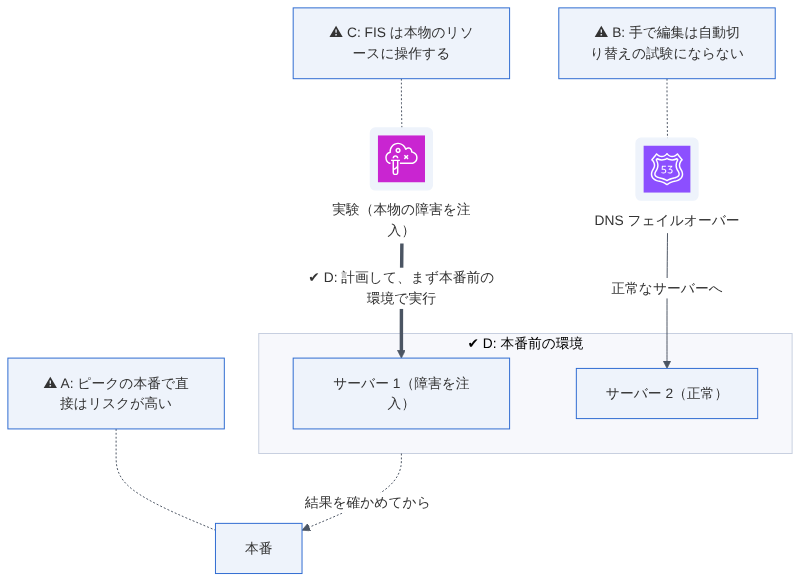 ⚠ C: FIS は本物のリソ
ースに操作する
⚠ B: 手で編集は自動切
り替えの試験にならない
53
実験（本物の障害を注
入）
DNS フェイルオーバー
✔ D: 計画して、まず本番前の
環境で実行
正常なサーバーへ
✔ D: 本番前の環境
⚠ A: ピークの本番で直
接はリスクが高い
サーバー 1（障害を注
入）
サーバー 2（正常）
結果を確かめてから
本番